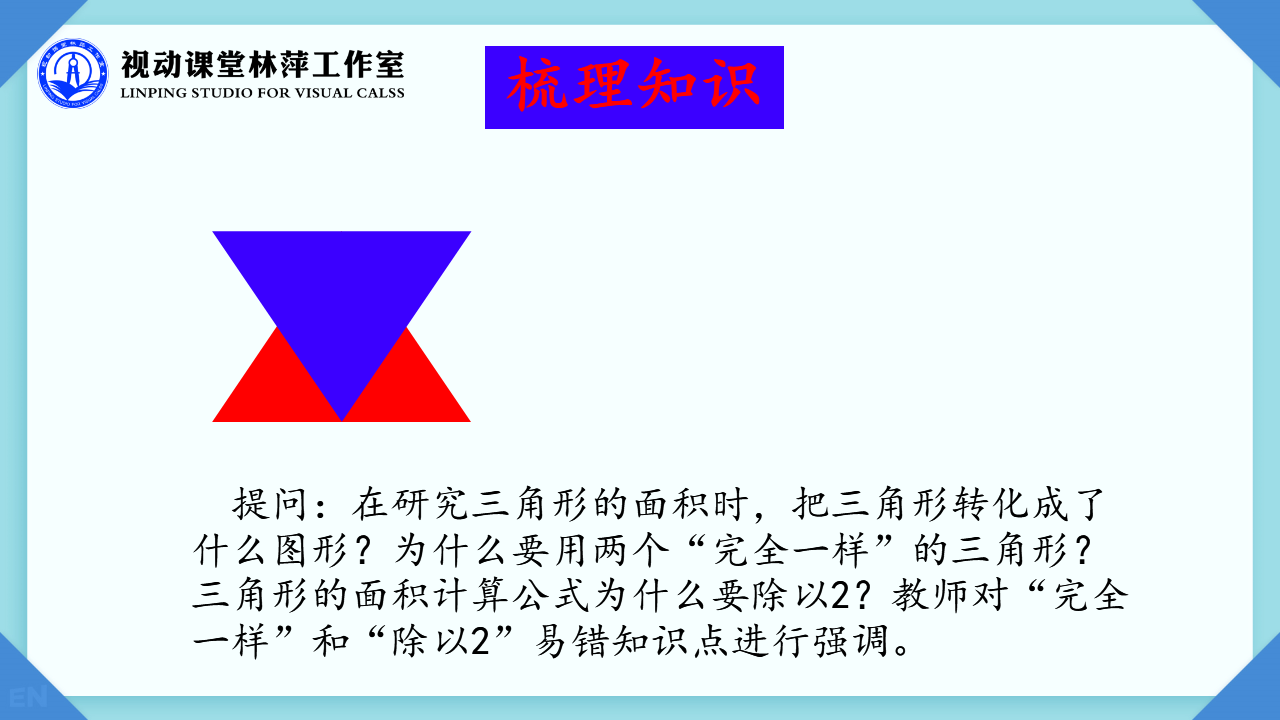 视动课堂林萍工作室
LINPING STUDIO FOR VISUAL CALSS
梳理知识
提问：在研究三角形的面积时，把三角形转化成了
什么图形？为什么要用两个“完全一样”的三角形？
三角形的面积计算公式为什么要除以2？教师对“完全
一样”和“除以2”易错知识点进行强调。
EN